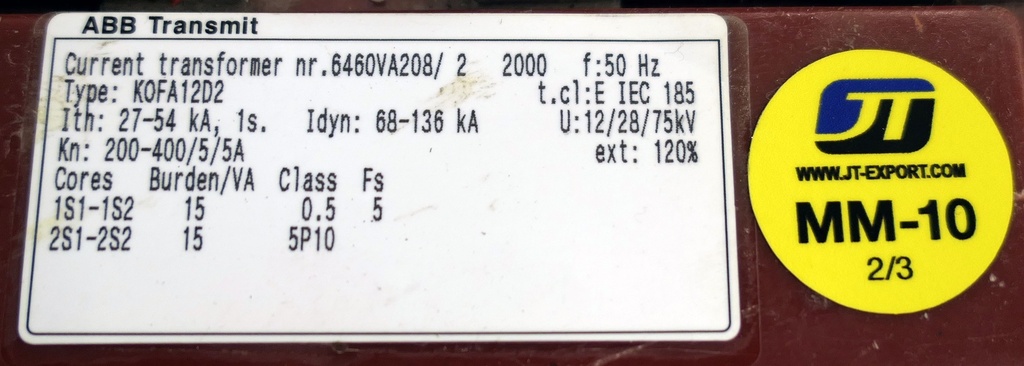 ABB Transmit
Current transformer nr.6460VA208/ 2 2000 f:50 Hz
Type: KOFA12D2 t.cl:E IEC 185
Ith: 27-54 kA, 1s. Idyn: 68-136 kA U:12/28/75kV
Kn: 200-400/5/5A ext: 120%
Cores Burden/VA Class Fs
1S1-1S2 15 0.5 5
2S1-2S2 15 5P10
JT
WWW.JT-EXPORT.COM
MM-10
2/3